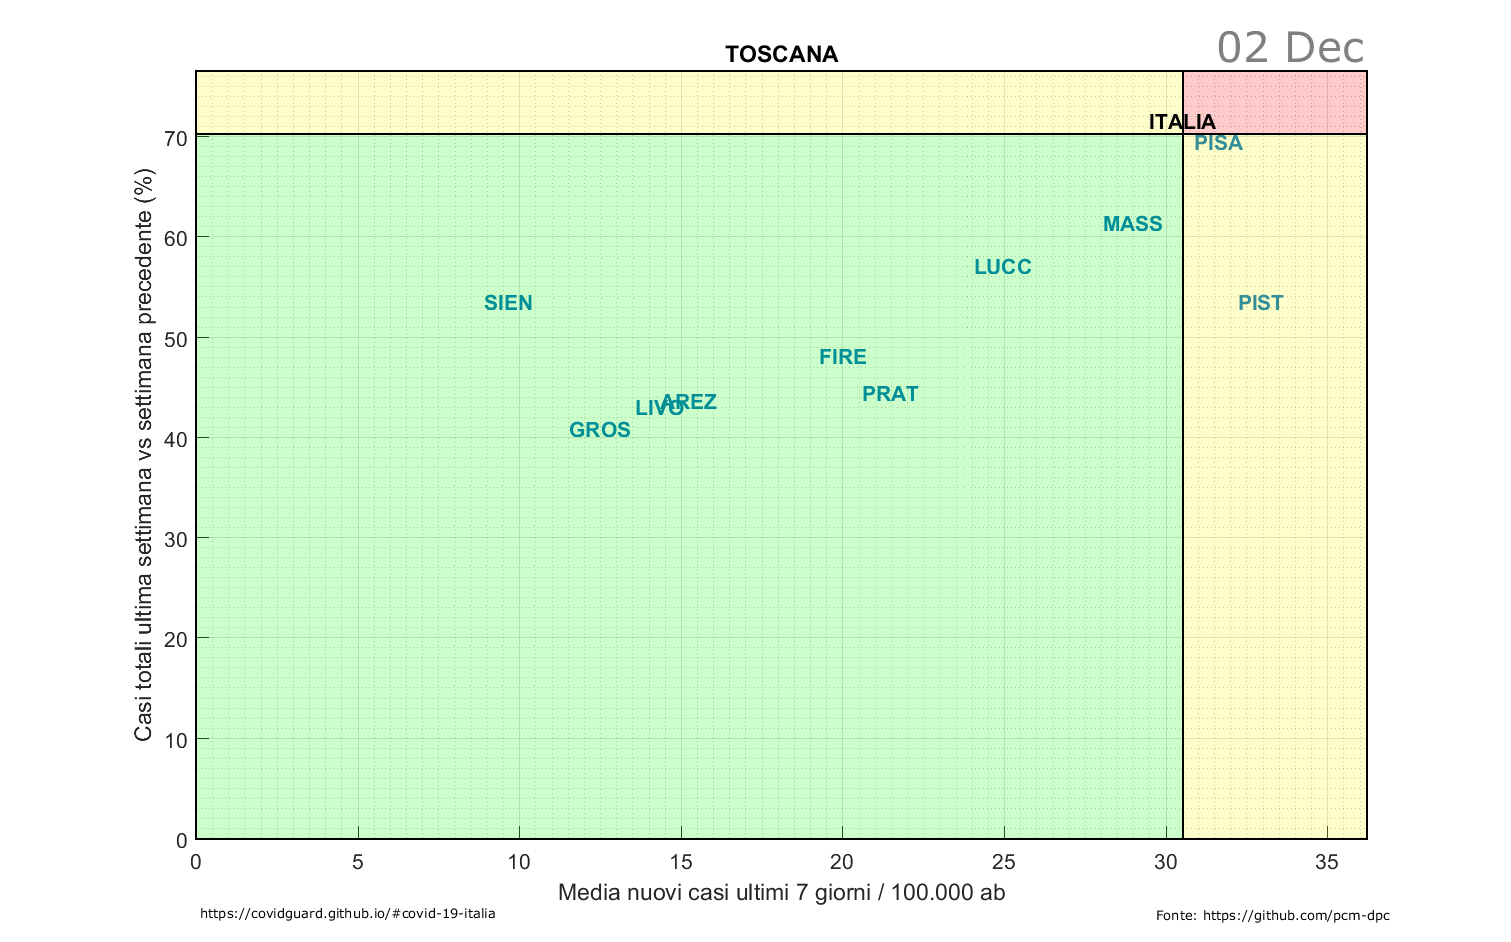 02 Dec
TOSCANA
ITALIA
PISA
MASS
LUCC
SIEN
PIST
FIRE
PRAT
AREZ
LIVO
GROS
Casi totali ultima settimana vs settimana precedente (%)
70
60
50
40
30
20
10
0
0 5 10 15 20 25 30 35
Media nuovi casi ultimi 7 giorni / 100.000 ab
https://covidguard.github.io/#covid-19-italia
Fonte: https://github.com/pcm-dpc